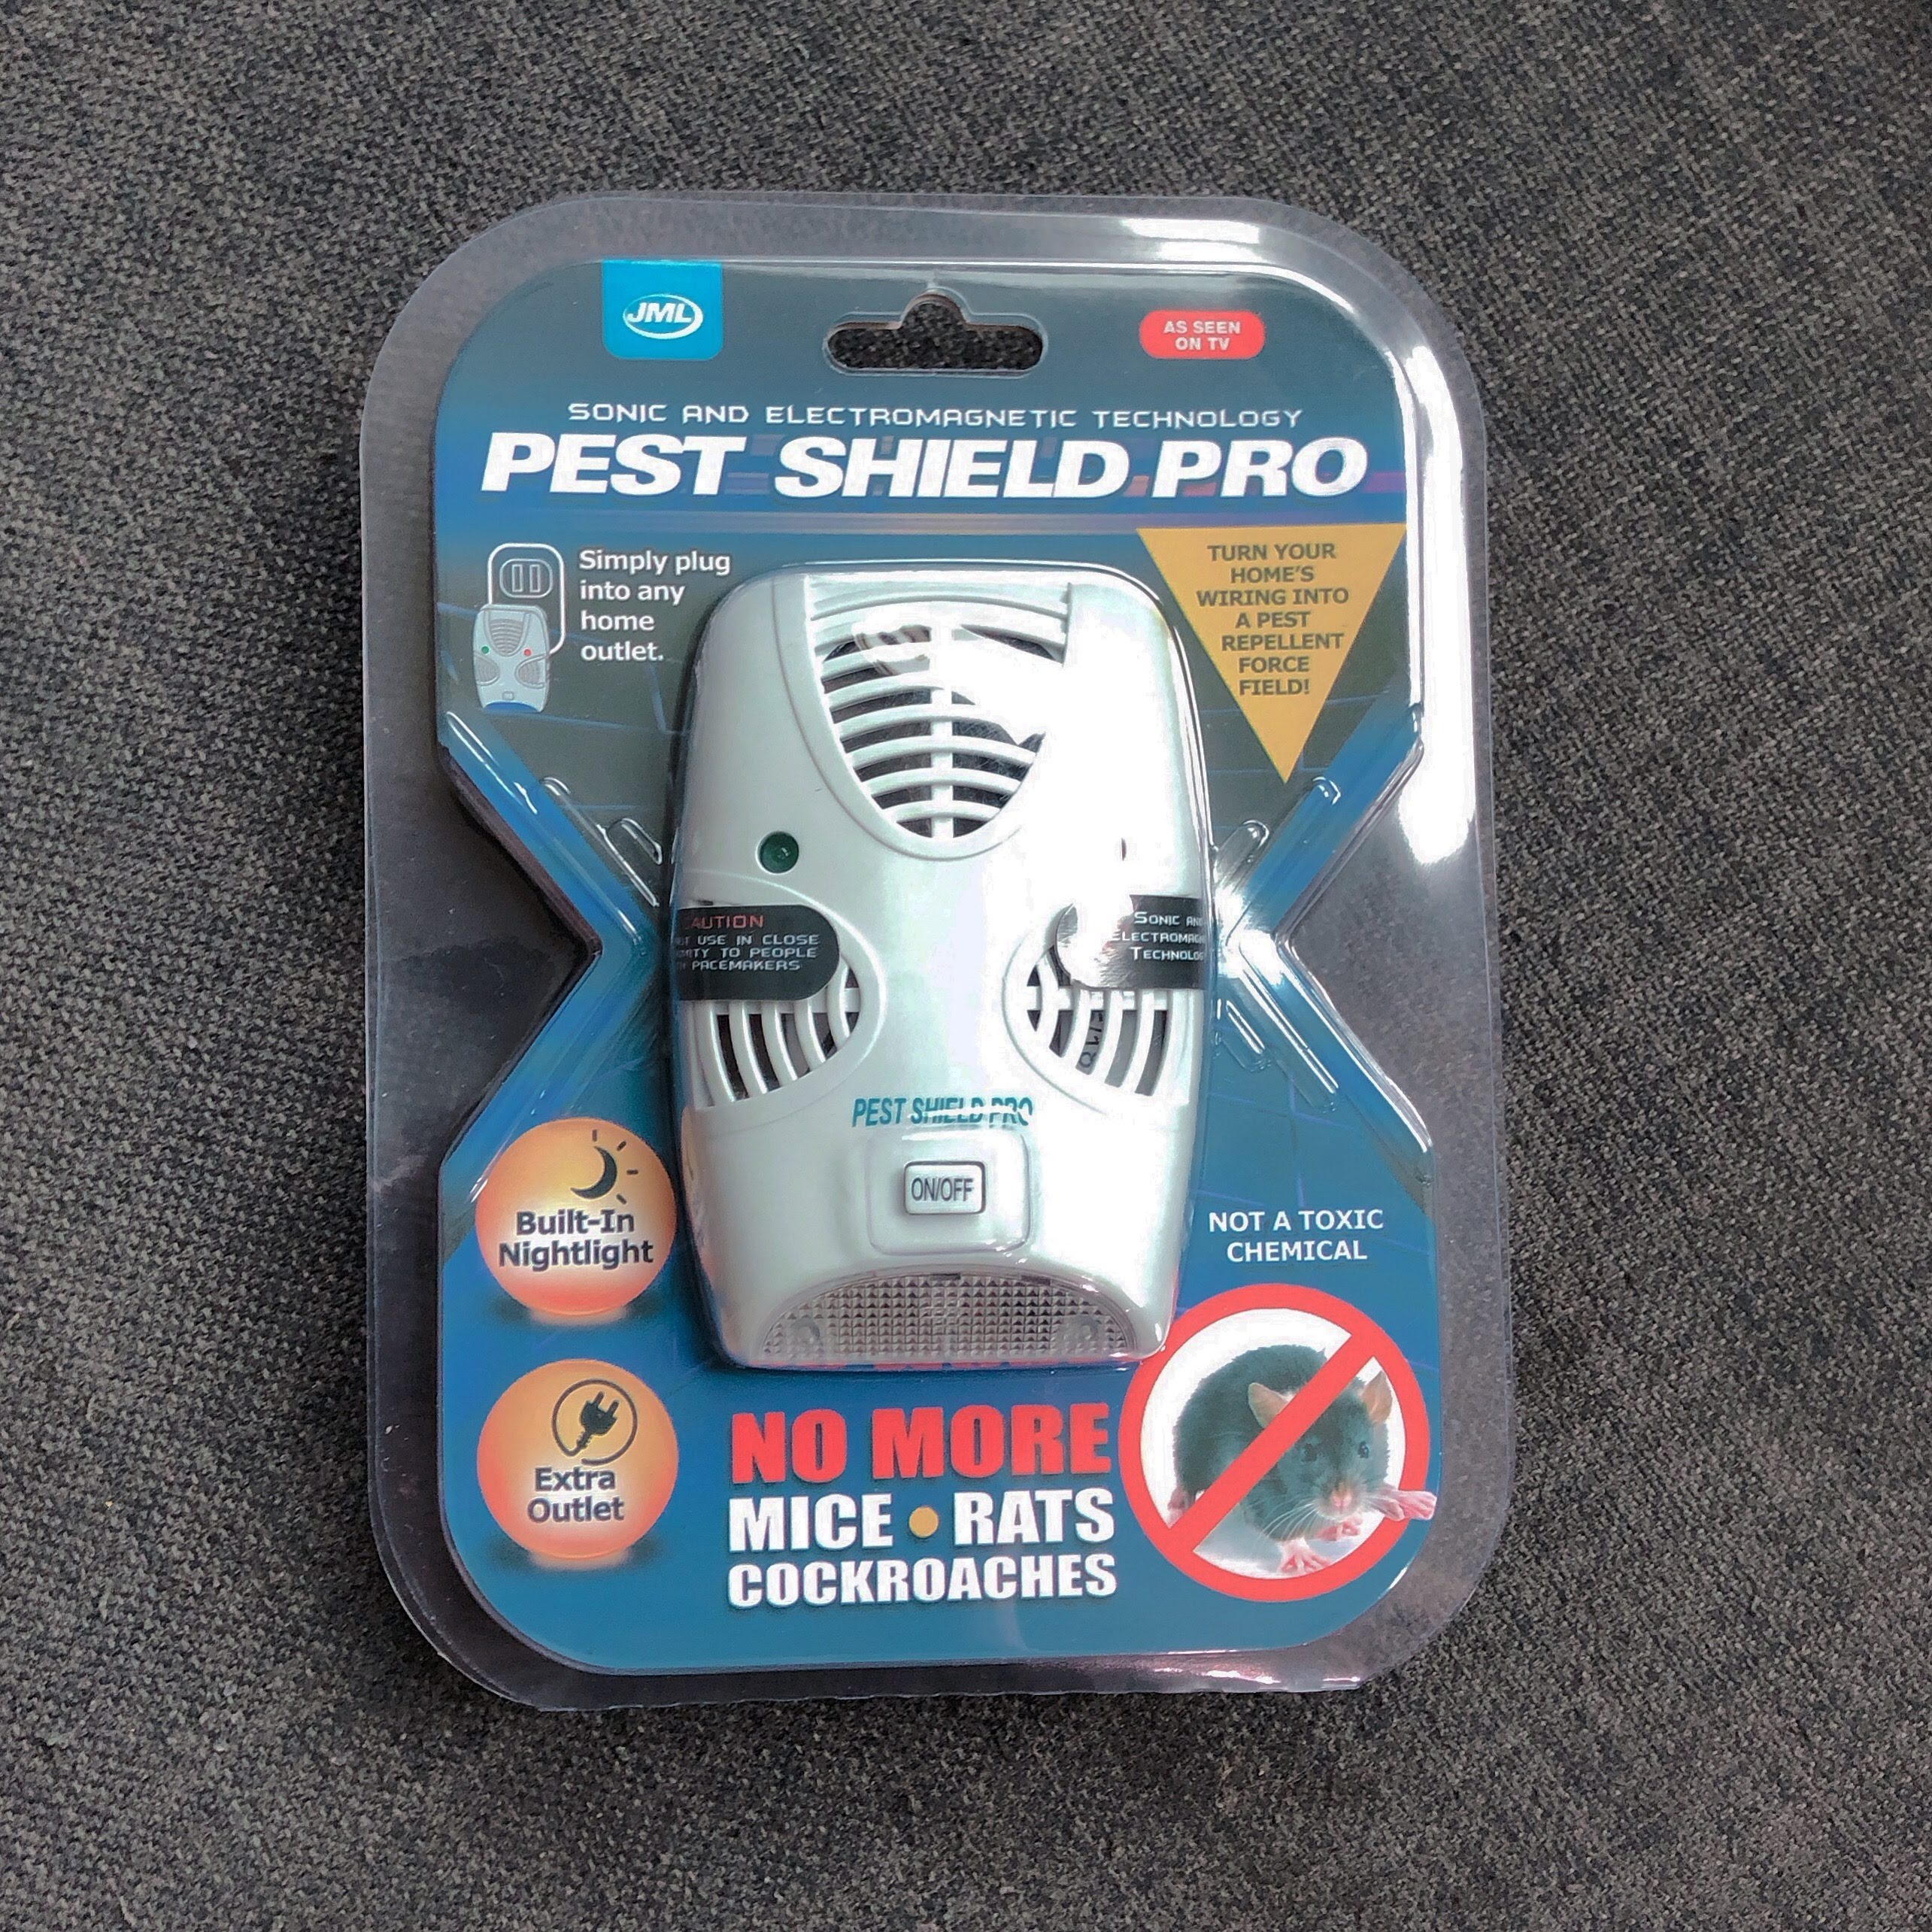 JML
AS SEEN
ON TV
SONIC AND ELECTROMAGNETIC TECHNOLOGY
PEST SHIELD PRO
Simply plug
into any
home
outlet.
TURN YOUR
HOME'S
WIRING INTO
A PEST
REPELLENT
FORCE
FIELD!
AUTION
USE IN CLOSE
TO PEOPLE
PACEMAKERS
SONIC AN
ELECTROMAGN
TECHNOLO
PEST SHIELD PRO
ON/OFF
Built-In
Nightlight
NOT A TOXIC
CHEMICAL
Extra
Outlet
NO MORE
MICE • RATS
COCKROACHES